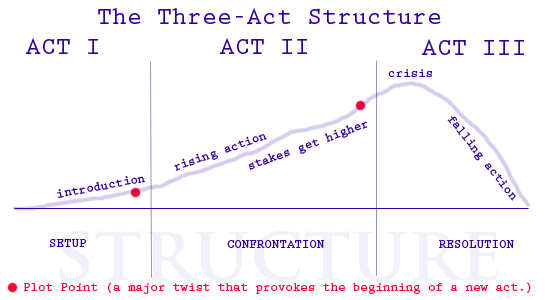 The Three-Act Structure
ACT I
ACT II
ACT III
crisis
rising action
stakes get higher
introduction
falling action
STRUCTURE
SETUP
CONFRONTATION
RESOLUTION
Plot Point (a major twist that provokes the beginning of a new act.)